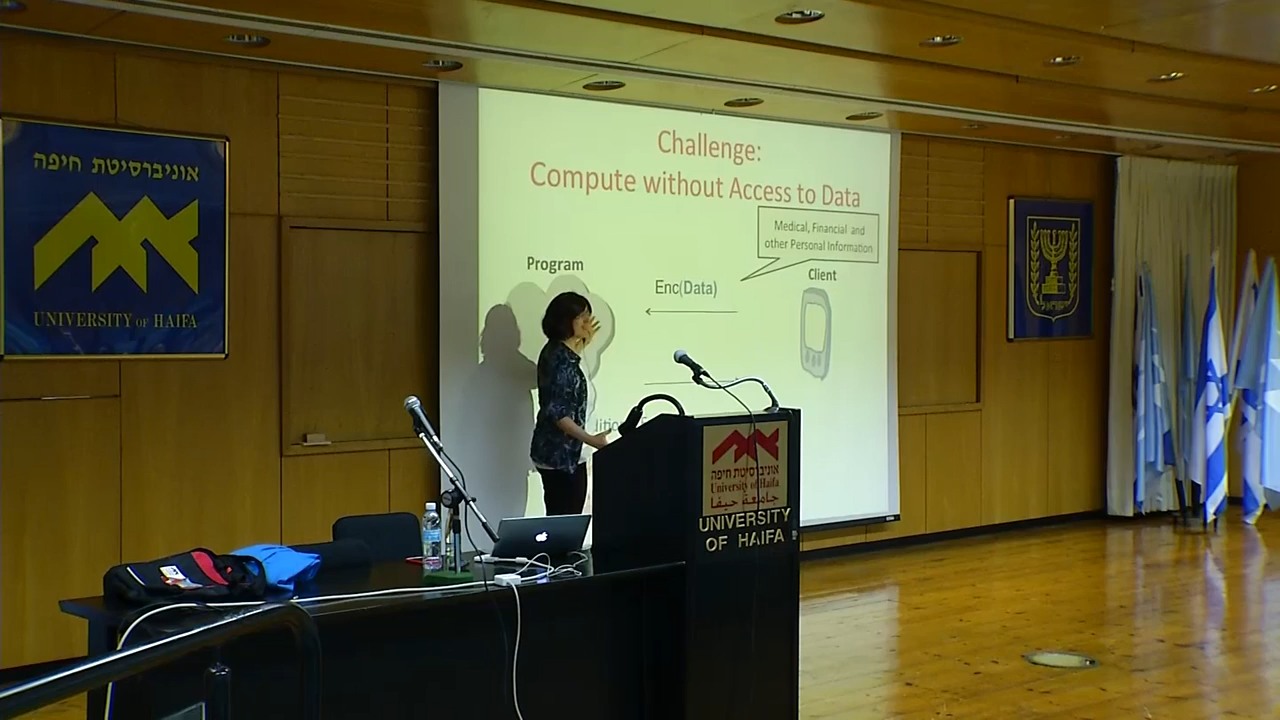 אוניברסיטת חיפה
UNIVERSITY OF HAIFA
Challenge:
Compute without Access to Data
Medical, Financial and
other Personal Information
Program
Enc(Data)
Client
אוניברסיטת חיפה
University of Haifa
جامعة حيفا
UNIVERSITY
OF HAIFA